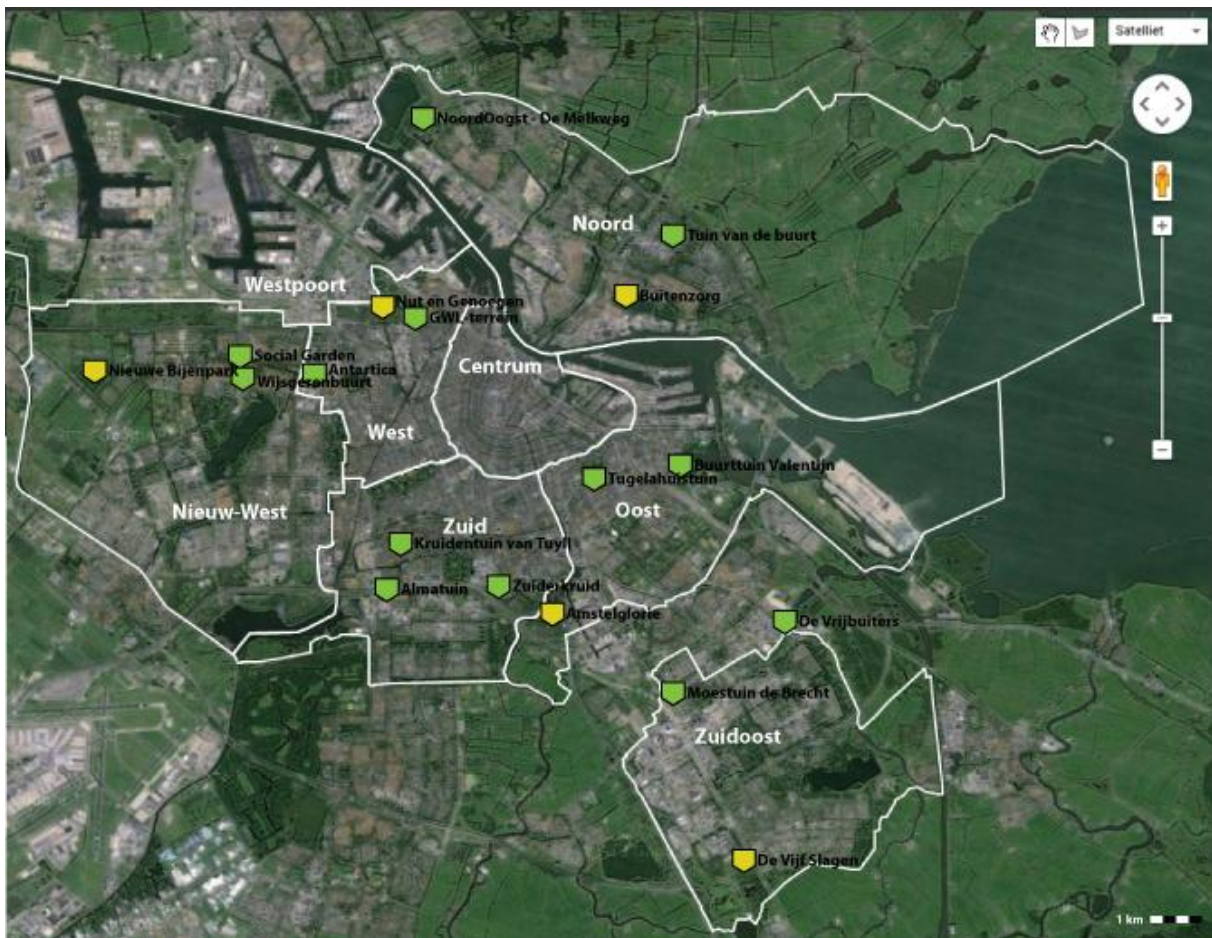 Satelliet
NoordOogst - De Melkweg
Noord
Tuin van de buurt
Westpoort
Buitenzorg
Nut en Genoegen
GWL-terrein
Social Garden
Centrum
Nieuwe Bijenpark
Antartica
Wijsgerenbuurt
West
Buurttuin Valentijn
Tugelahuistuin
Nieuw-West
Oost
Zuid
Kruidentuin van Tuyll
Almatuin
Zuiderkruid
Amstelglorie
De Vrijbuiters
Moestuin de Brecht
Zuidoost
De Vijf Slagen
1 km